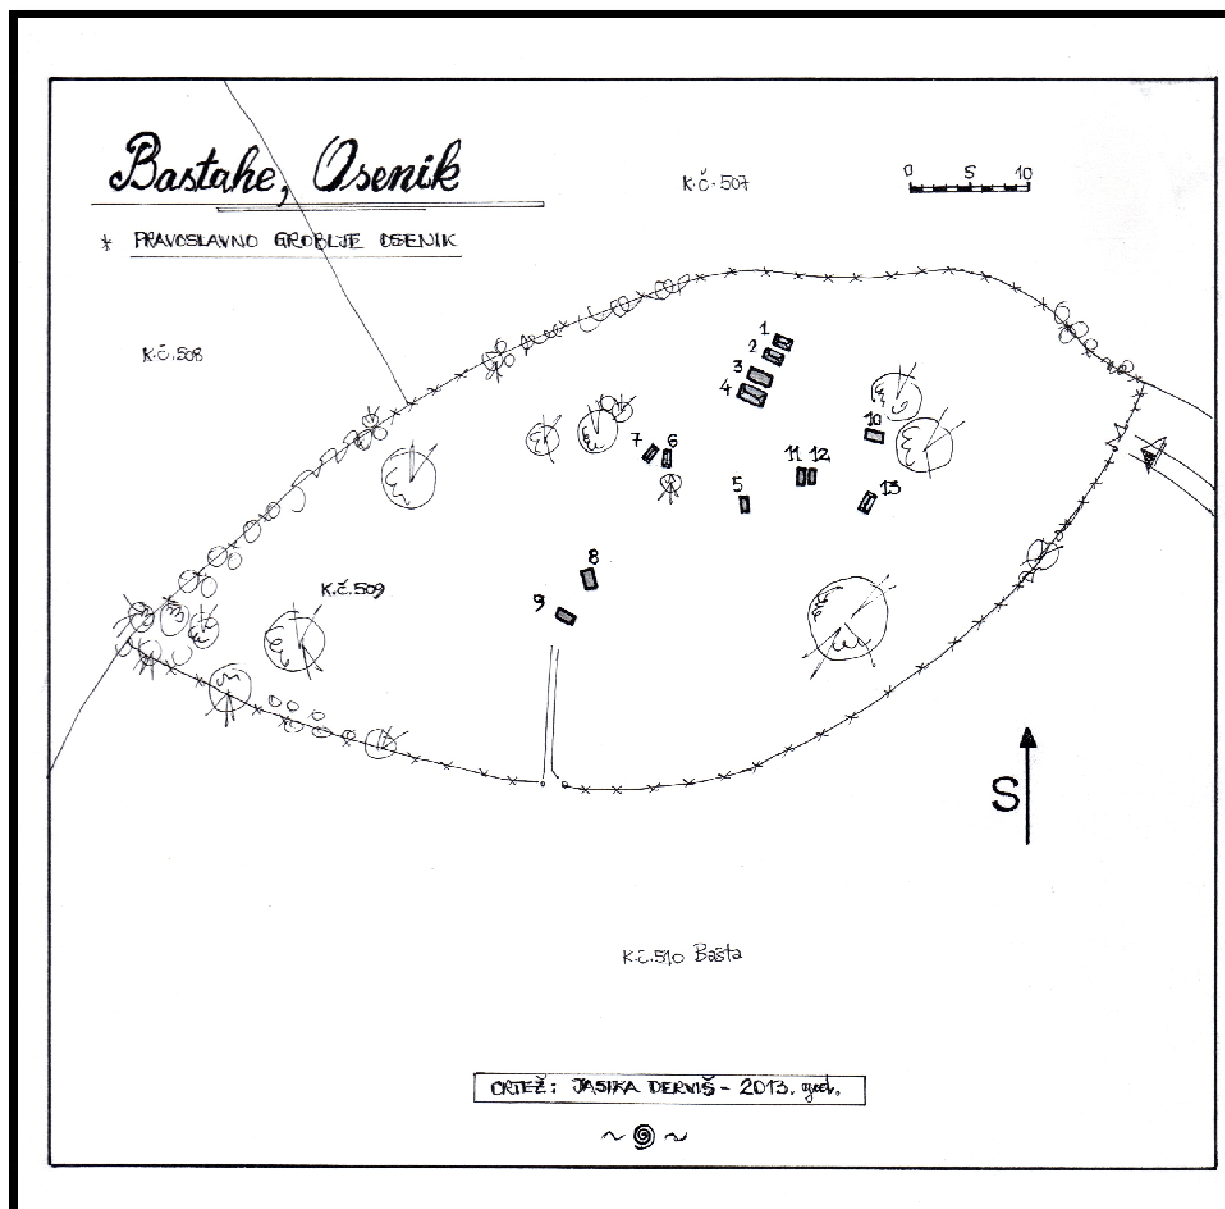 Bastahe, Osenik
* PRAVOSLAVNO GROBLJE OSENIK
K.č. 507
0 5 10
K.č. 508
1
2
3
4
10
7 6
11 12
5
13
8
K.č. 509
9
S
K.č. 510 Bašta
CRTEŽ: JASIKA DERVIŠ - 2013. god.